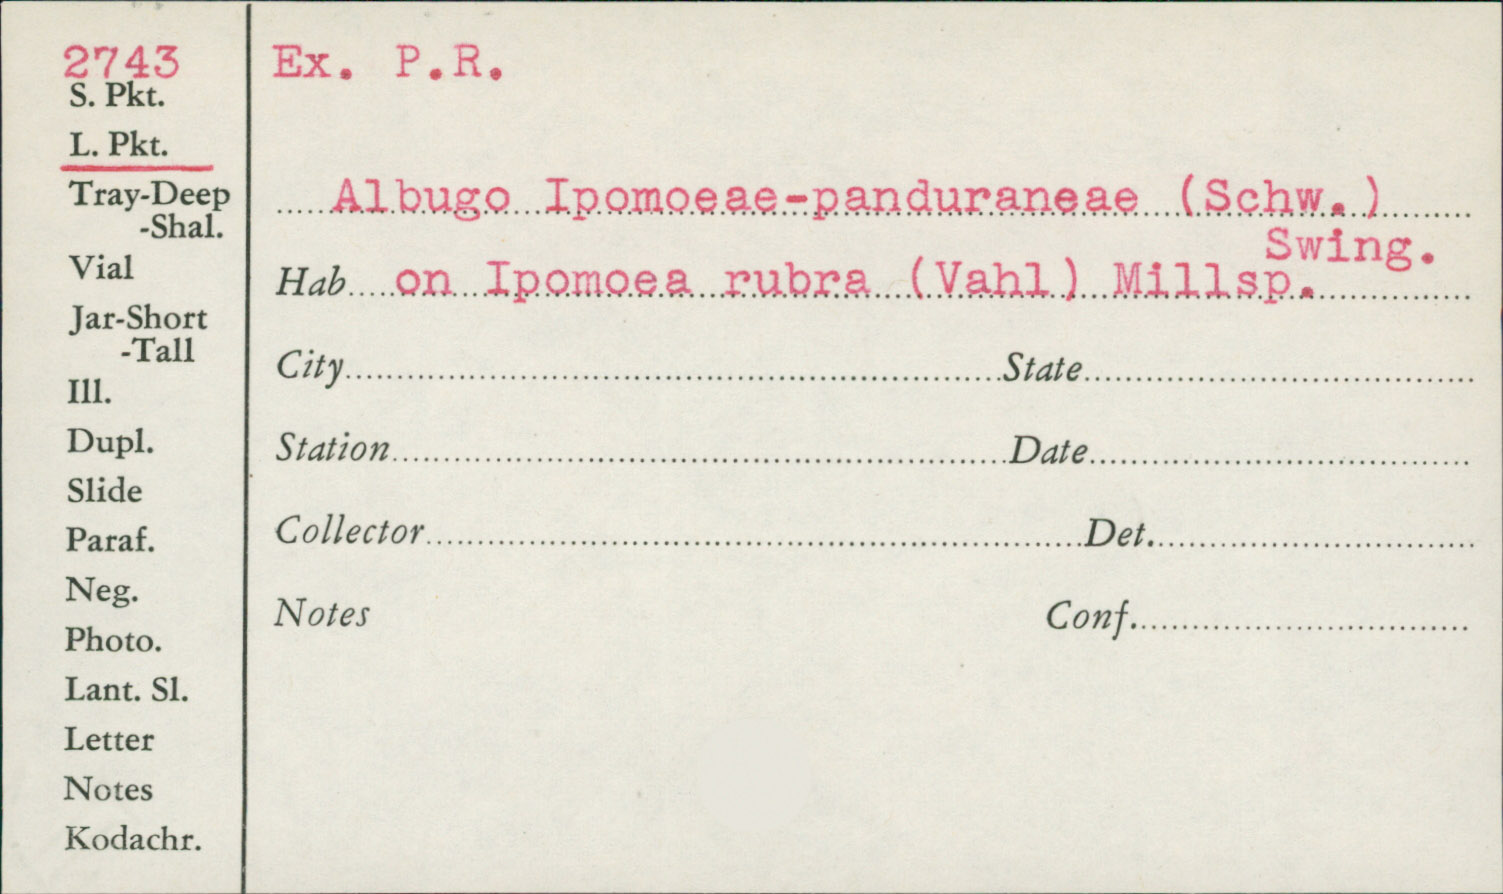 2743
S. Pkt.
L. Pkt.
Tray-Deep
-Shal.
Vial
Jar-Short
-Tall
Ill.
Dupl.
Slide
Paraf.
Neg.
Photo.
Lant. Sl.
Letter
Notes
Kodachr.
Ex. P.R.
Albugo Ipomoeae-panduraneae (Schw.)
Swing.
Hab. on Ipomoea rubra (Vahl) Millsp.
City State
Station Date
Collector Det.
Notes Conf.